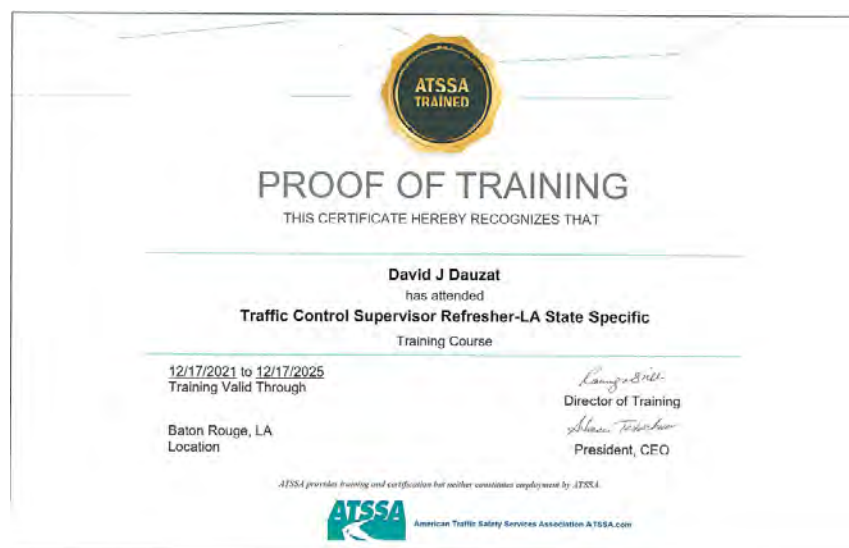 ATSSA
TRAINED
PROOF OF TRAINING
THIS CERTIFICATE HEREBY RECOGNIZES THAT
David J Dauzat
has attended
Traffic Control Supervisor Refresher-LA State Specific
Training Course
12/17/2021 to 12/17/2025
Training Valid Through
Director of Training
Baton Rouge, LA
Location
President, CEO
ATSSA provides training and certification but neither constitutes employment by ATSSA.
ATSSA
American Traffic Safety Services Association ATSSA.com